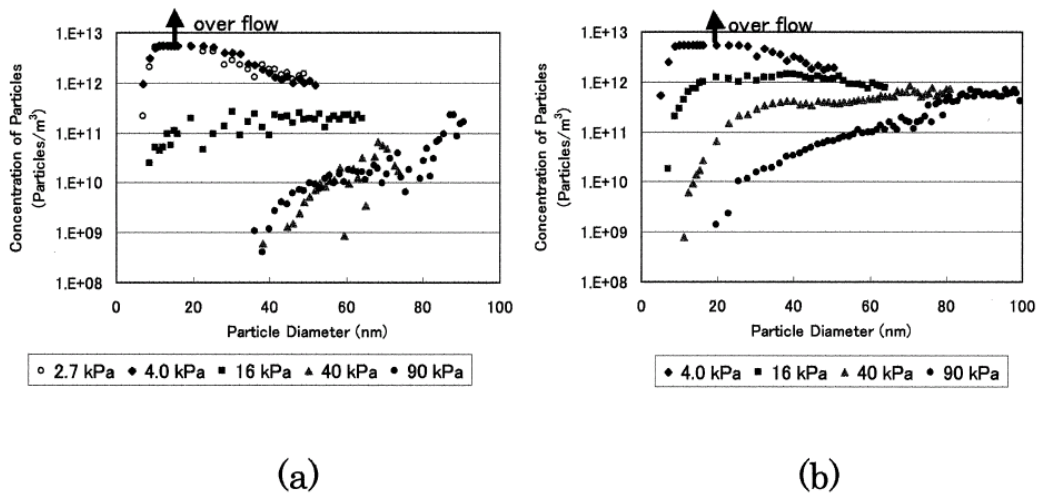 over flow
1.E+13
1.E+12
1.E+11
1.E+10
1.E+09
1.E+08
Concentration of Particles
(Particles/m³)
0 20 40 60 80 100
Particle Diameter (nm)
2.7 kPa 4.0 kPa 16 kPa 40 kPa 90 kPa
(a)
over flow
1.E+13
1.E+12
1.E+11
1.E+10
1.E+09
1.E+08
Concentration of Particles
(Particles/m³)
0 20 40 60 80 100
Particle Diameter (nm)
4.0 kPa 16 kPa 40 kPa 90 kPa
(b)